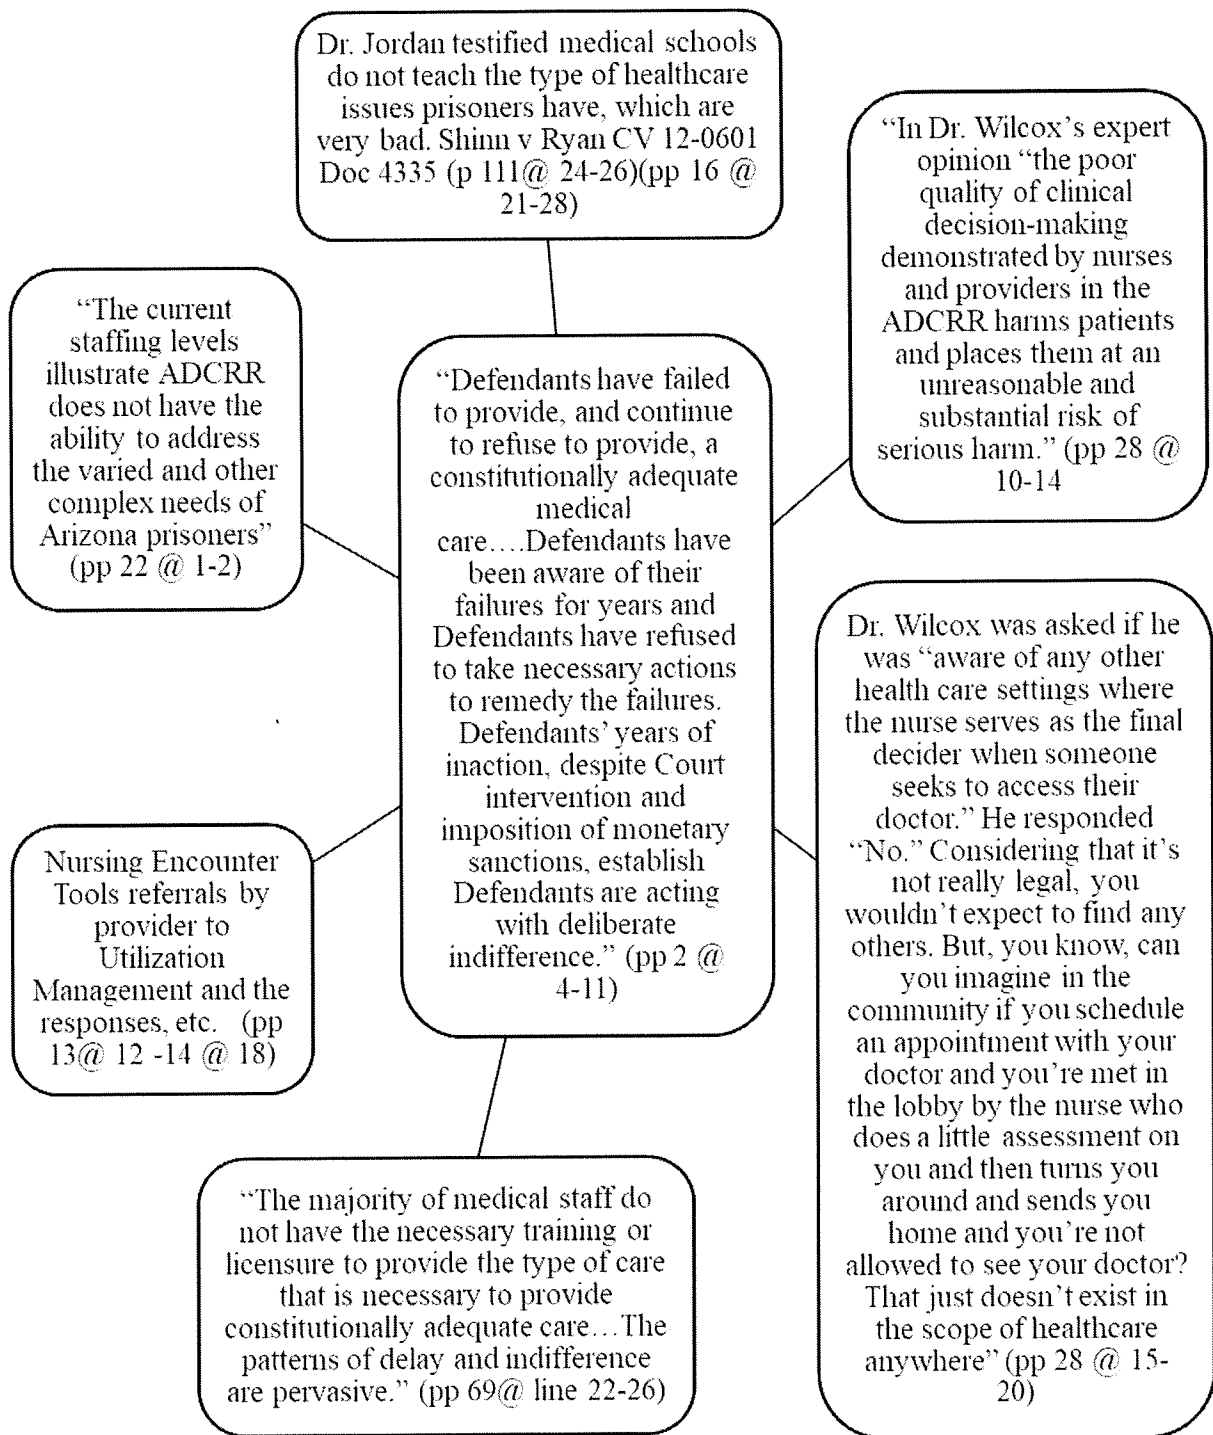 Dr. Jordan testified medical schools
do not teach the type of healthcare
issues prisoners have, which are
very bad. Shinn v Ryan CV 12-0601
Doc 4335 (p 111@ 24-26)(pp 16 @
21-28)
“In Dr. Wilcox’s expert
opinion “the poor
quality of clinical
decision-making
demonstrated by nurses
and providers in the
ADCRR harms patients
and places them at an
unreasonable and
substantial risk of
serious harm.” (pp 28 @
10-14
“The current
staffing levels
illustrate ADCRR
does not have the
ability to address
the varied and other
complex needs of
Arizona prisoners”
(pp 22 @ 1-2)
“Defendants have failed
to provide, and continue
to refuse to provide, a
constitutionally adequate
medical
care….Defendants have
been aware of their
failures for years and
Defendants have refused
to take necessary actions
to remedy the failures.
Defendants’ years of
inaction, despite Court
intervention and
imposition of monetary
sanctions, establish
Defendants are acting
with deliberate
indifference.” (pp 2 @
4-11)
Dr. Wilcox was asked if he
was “aware of any other
health care settings where
the nurse serves as the final
decider when someone
seeks to access their
doctor.” He responded
“No.” Considering that it’s
not really legal, you
wouldn’t expect to find any
others. But, you know, can
you imagine in the
community if you schedule
an appointment with your
doctor and you’re met in
the lobby by the nurse who
does a little assessment on
you and then turns you
around and sends you
home and you’re not
allowed to see your doctor?
That just doesn’t exist in
the scope of healthcare
anywhere” (pp 28 @ 15-
20)
Nursing Encounter
Tools referrals by
provider to
Utilization
Management and the
responses, etc. (pp
13@ 12 -14 @ 18)
“The majority of medical staff do
not have the necessary training or
licensure to provide the type of care
that is necessary to provide
constitutionally adequate care…The
patterns of delay and indifference
are pervasive.” (pp 69@ line 22-26)